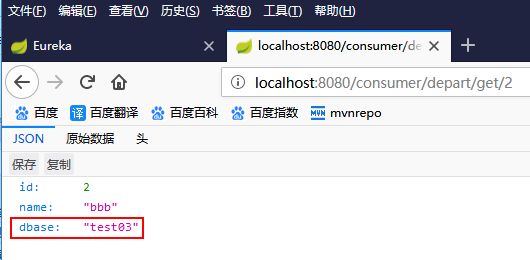 文件(F) 编辑(E) 查看(V) 历史(S) 书签(B) 工具(T) 帮助(H)
Eureka × localhost:8080/consumer/de × +
localhost:8080/consumer/depart/get/2
百度 译 百度翻译 百度百科 百度指数 MVN mvnrepo
JSON 原始数据 头
保存 复制
id: 2
name: "bbb"
dbase: "test03"